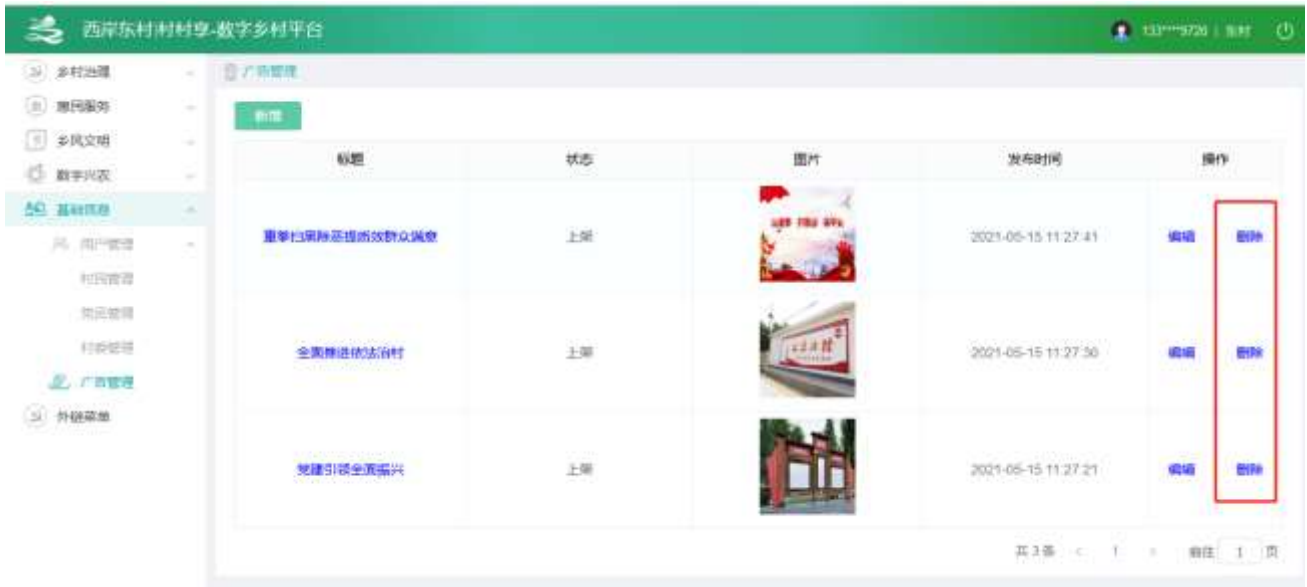 西岸东村|村村享-数字乡村平台
133****9726 | 东村
乡村治理
惠民服务
乡风文明
数字兴农
基础信息
用户管理
村民管理
党员管理
村委管理
广告管理
外链菜单
广告管理
新增
标题 状态 图片 发布时间 操作
重拳扫黑除恶提质效群众满意 上架 2021-05-15 11:27:41 编辑 删除
全面推进依法治村 上架 2021-05-15 11:27:30 编辑 删除
党建引领全面振兴 上架 2021-05-15 11:27:21 编辑 删除
共 3 条 < 1 > 前往 1 页